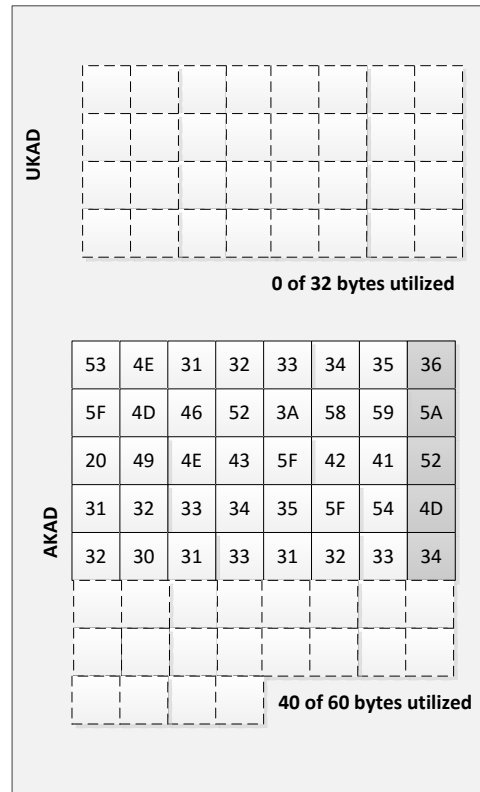 UKAD
0 of 32 bytes utilized
AKAD
53 4E 31 32 33 34 35 36
5F 4D 46 52 3A 58 59 5A
20 49 4E 43 5F 42 41 52
31 32 33 34 35 5F 54 4D
32 30 31 33 31 32 33 34
40 of 60 bytes utilized